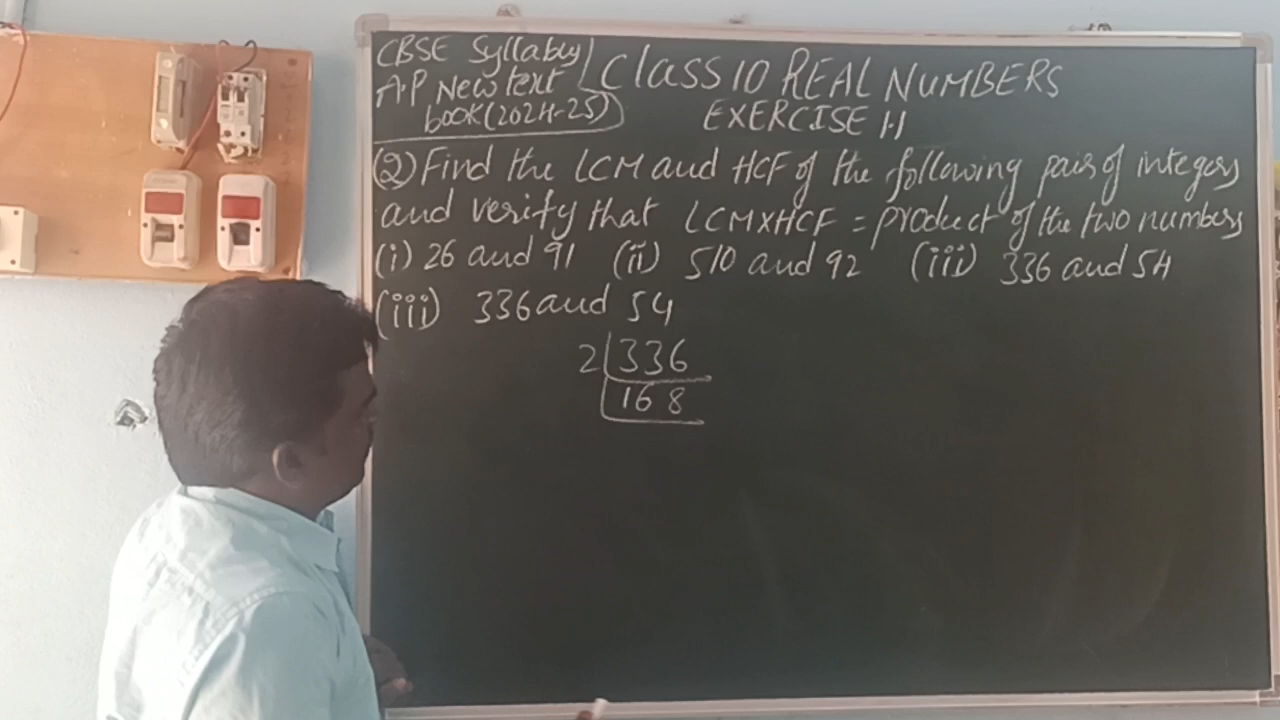 CBSE Syllabus
A.P New text
book(2024-25)
Class 10 REAL NUMBERS
EXERCISE 1.1
(2) Find the LCM and HCF of the following pairs of integers
and verify that LCMXHCF = product of the two numbers
(i) 26 and 91 (ii) 510 and 92 (iii) 336 and 54
(iii) 336 and 54
2 336
168